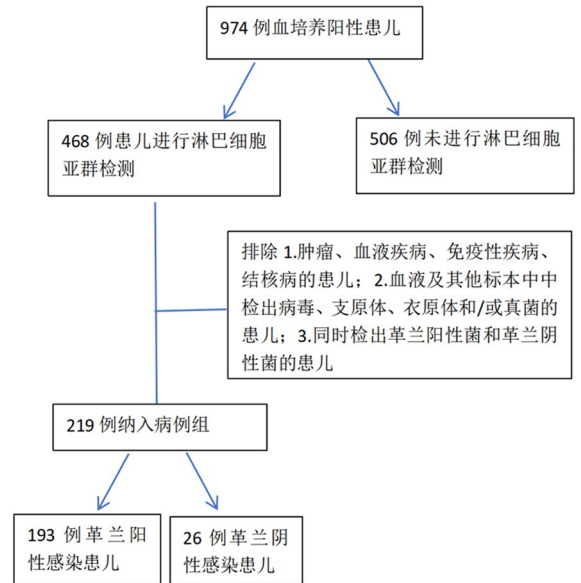 974 例血培养阳性患儿
468 例患儿进行淋巴细胞
亚群检测
506 例未进行淋巴细胞
亚群检测
排除 1.肿瘤、血液疾病、免疫性疾病、
结核病的患儿；2.血液及其他标本中中
检出病毒、支原体、衣原体和/或真菌的
患儿；3.同时检出革兰阳性菌和革兰阴
性菌的患儿
219 例纳入病例组
193 例革兰阳
性感染患儿
26 例革兰阴
性感染患儿